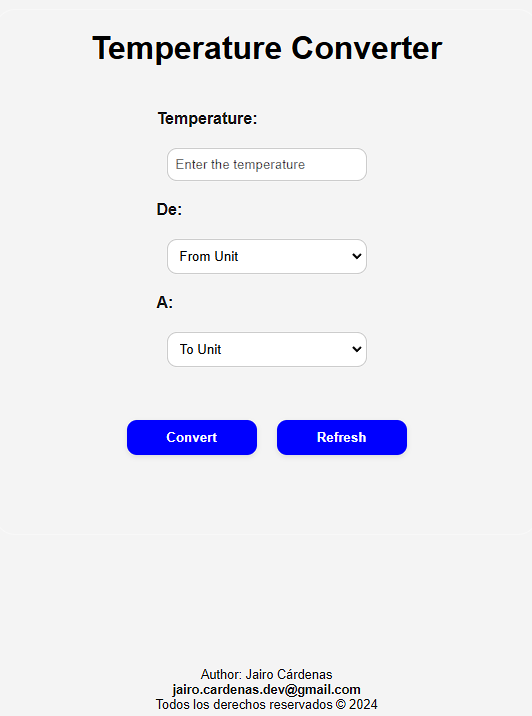 Temperature Converter
Temperature:
Enter the temperature
De:
From Unit
A:
To Unit
Convert Refresh
Author: Jairo Cárdenas
jairo.cardenas.dev@gmail.com
Todos los derechos reservados © 2024